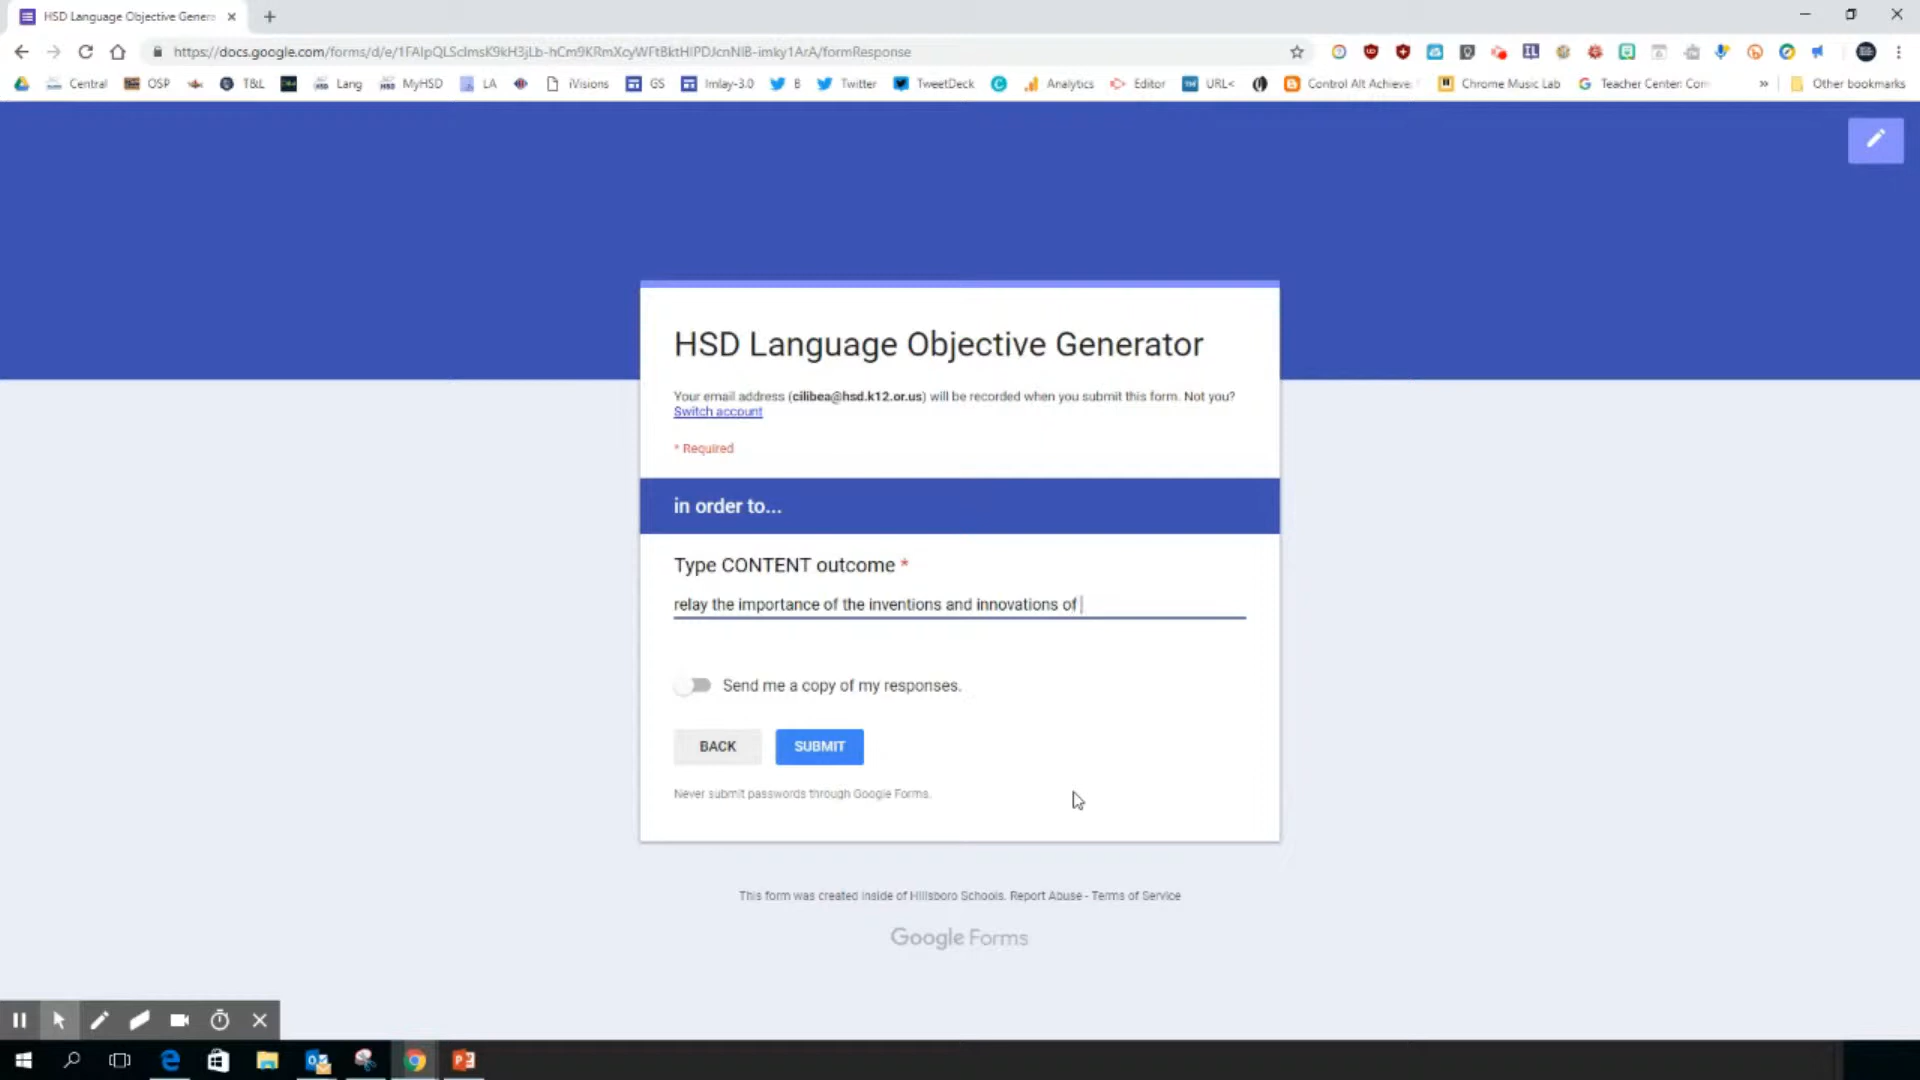 HSD Language Objective Genera
docs.google.com/forms/d/e/
/formResponse
Central OSP T&L Lang MyHSD LA iVisions GS Imlay-3.0 B Twitter TweetDeck Analytics Editor URL< Control Alt Achieve: Chrome Music Lab Teacher Center: Com » Other bookmarks
HSD Language Objective Generator
Your email address (cilibea@hsd.k12.or.us) will be recorded when you submit this form. Not you?
Switch account
* Required
in order to...
Type CONTENT outcome *
relay the importance of the inventions and innovations of
Send me a copy of my responses.
BACK SUBMIT
Never submit passwords through Google Forms.
This form was created inside of Hillsboro Schools. Report Abuse - Terms of Service
Google Forms